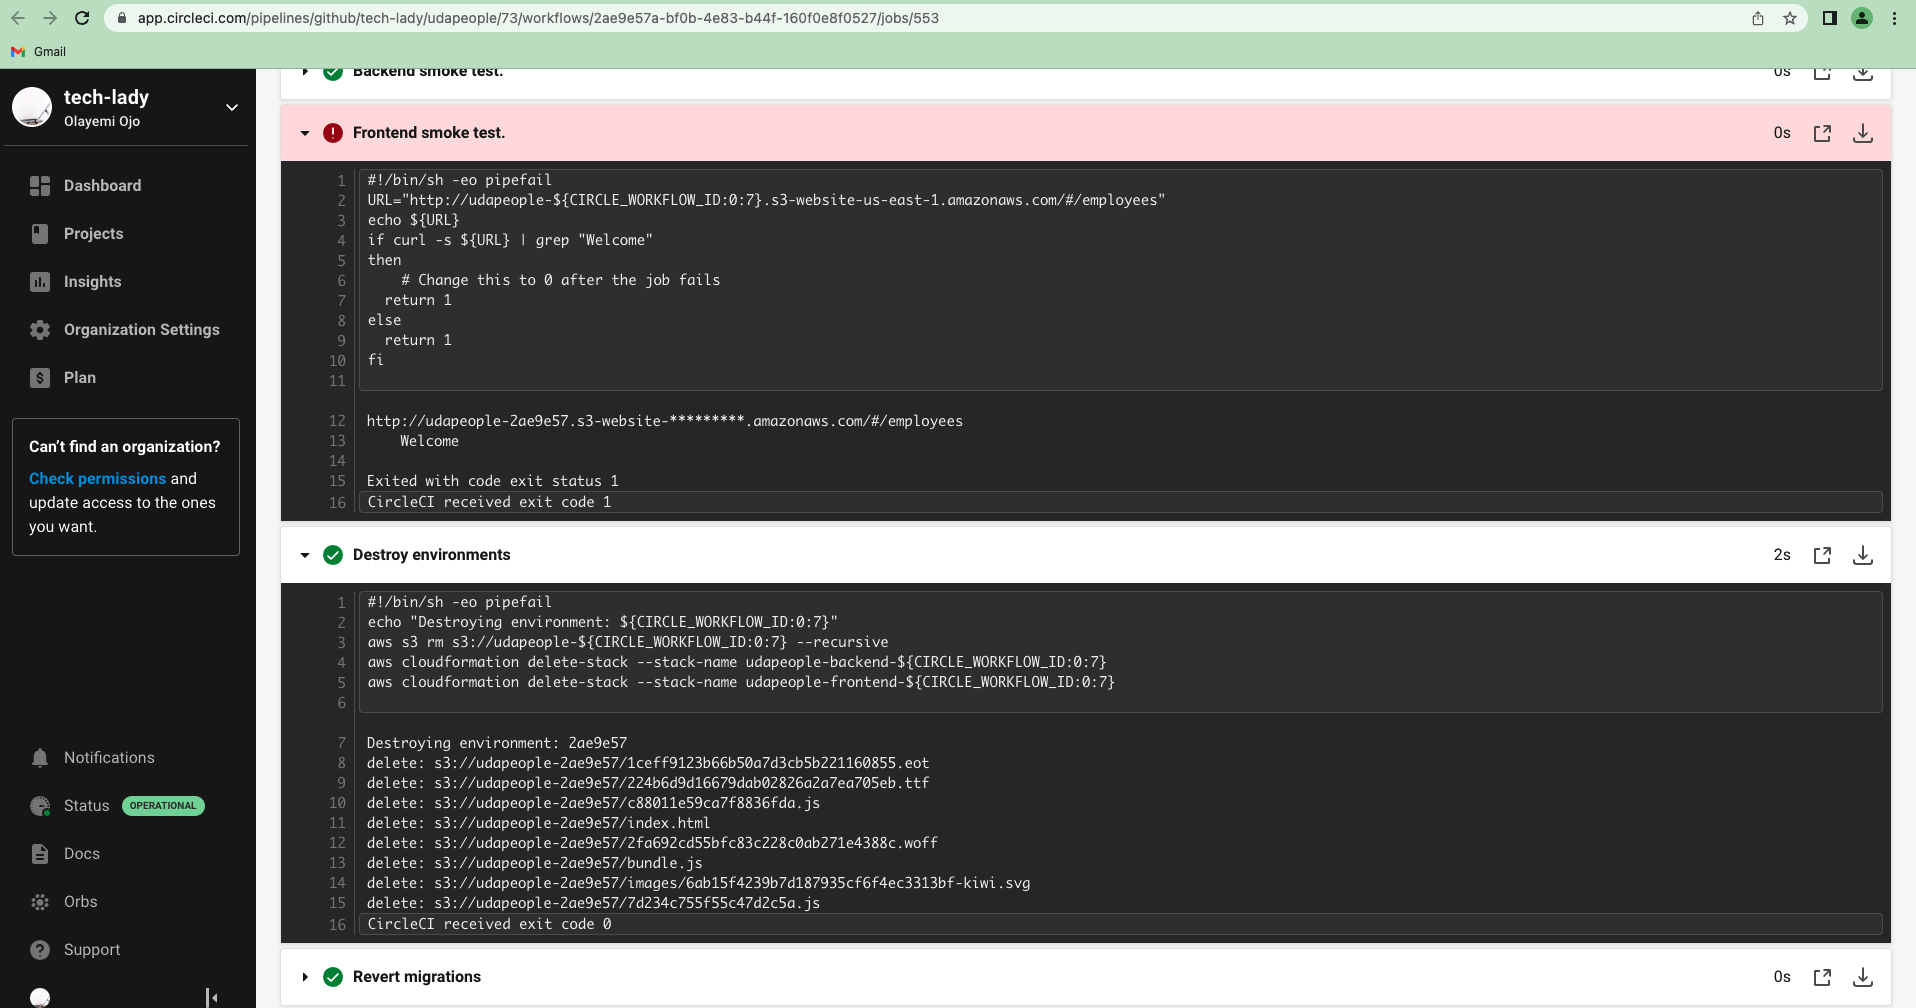 app.circleci.com/pipelines/github/tech-lady/udapeople/73/workflows/2ae9e57a-bf0b-4e83-b44f-160f0e8f0527/jobs/553
Gmail
tech-lady
Olayemi Ojo
Dashboard
Projects
Insights
Organization Settings
Plan
Can't find an organization?
Check permissions and
update access to the ones
you want.
Notifications
Status OPERATIONAL
Docs
Orbs
Support
Backend smoke test. 0s
Frontend smoke test. 0s
1 #!/bin/sh -eo pipefail
2 URL="http://udapeople-${CIRCLE_WORKFLOW_ID:0:7}.s3-website-us-east-1.amazonaws.com/#/employees"
3 echo ${URL}
4 if curl -s ${URL} | grep "Welcome"
5 then
6 # Change this to 0 after the job fails
7 return 1
8 else
9 return 1
10 fi
11
12 http://udapeople-2ae9e57.s3-website-*********.amazonaws.com/#/employees
13 Welcome
14
15 Exited with code exit status 1
16 CircleCI received exit code 1
Destroy environments 2s
1 #!/bin/sh -eo pipefail
2 echo "Destroying environment: ${CIRCLE_WORKFLOW_ID:0:7}"
3 aws s3 rm s3://udapeople-${CIRCLE_WORKFLOW_ID:0:7} --recursive
4 aws cloudformation delete-stack --stack-name udapeople-backend-${CIRCLE_WORKFLOW_ID:0:7}
5 aws cloudformation delete-stack --stack-name udapeople-frontend-${CIRCLE_WORKFLOW_ID:0:7}
6
7 Destroying environment: 2ae9e57
8 delete: s3://udapeople-2ae9e57/1ceff9123b66b50a7d3cb5b221160855.eot
9 delete: s3://udapeople-2ae9e57/224b6d9d16679dab02826a2a7ea705eb.ttf
10 delete: s3://udapeople-2ae9e57/c88011e59ca7f8836fda.js
11 delete: s3://udapeople-2ae9e57/index.html
12 delete: s3://udapeople-2ae9e57/2fa692cd55bfc83c228c0ab271e4388c.woff
13 delete: s3://udapeople-2ae9e57/bundle.js
14 delete: s3://udapeople-2ae9e57/images/6ab15f4239b7d187935cf6f4ec3313bf-kiwi.svg
15 delete: s3://udapeople-2ae9e57/7d234c755f55c47d2c5a.js
16 CircleCI received exit code 0
Revert migrations 0s